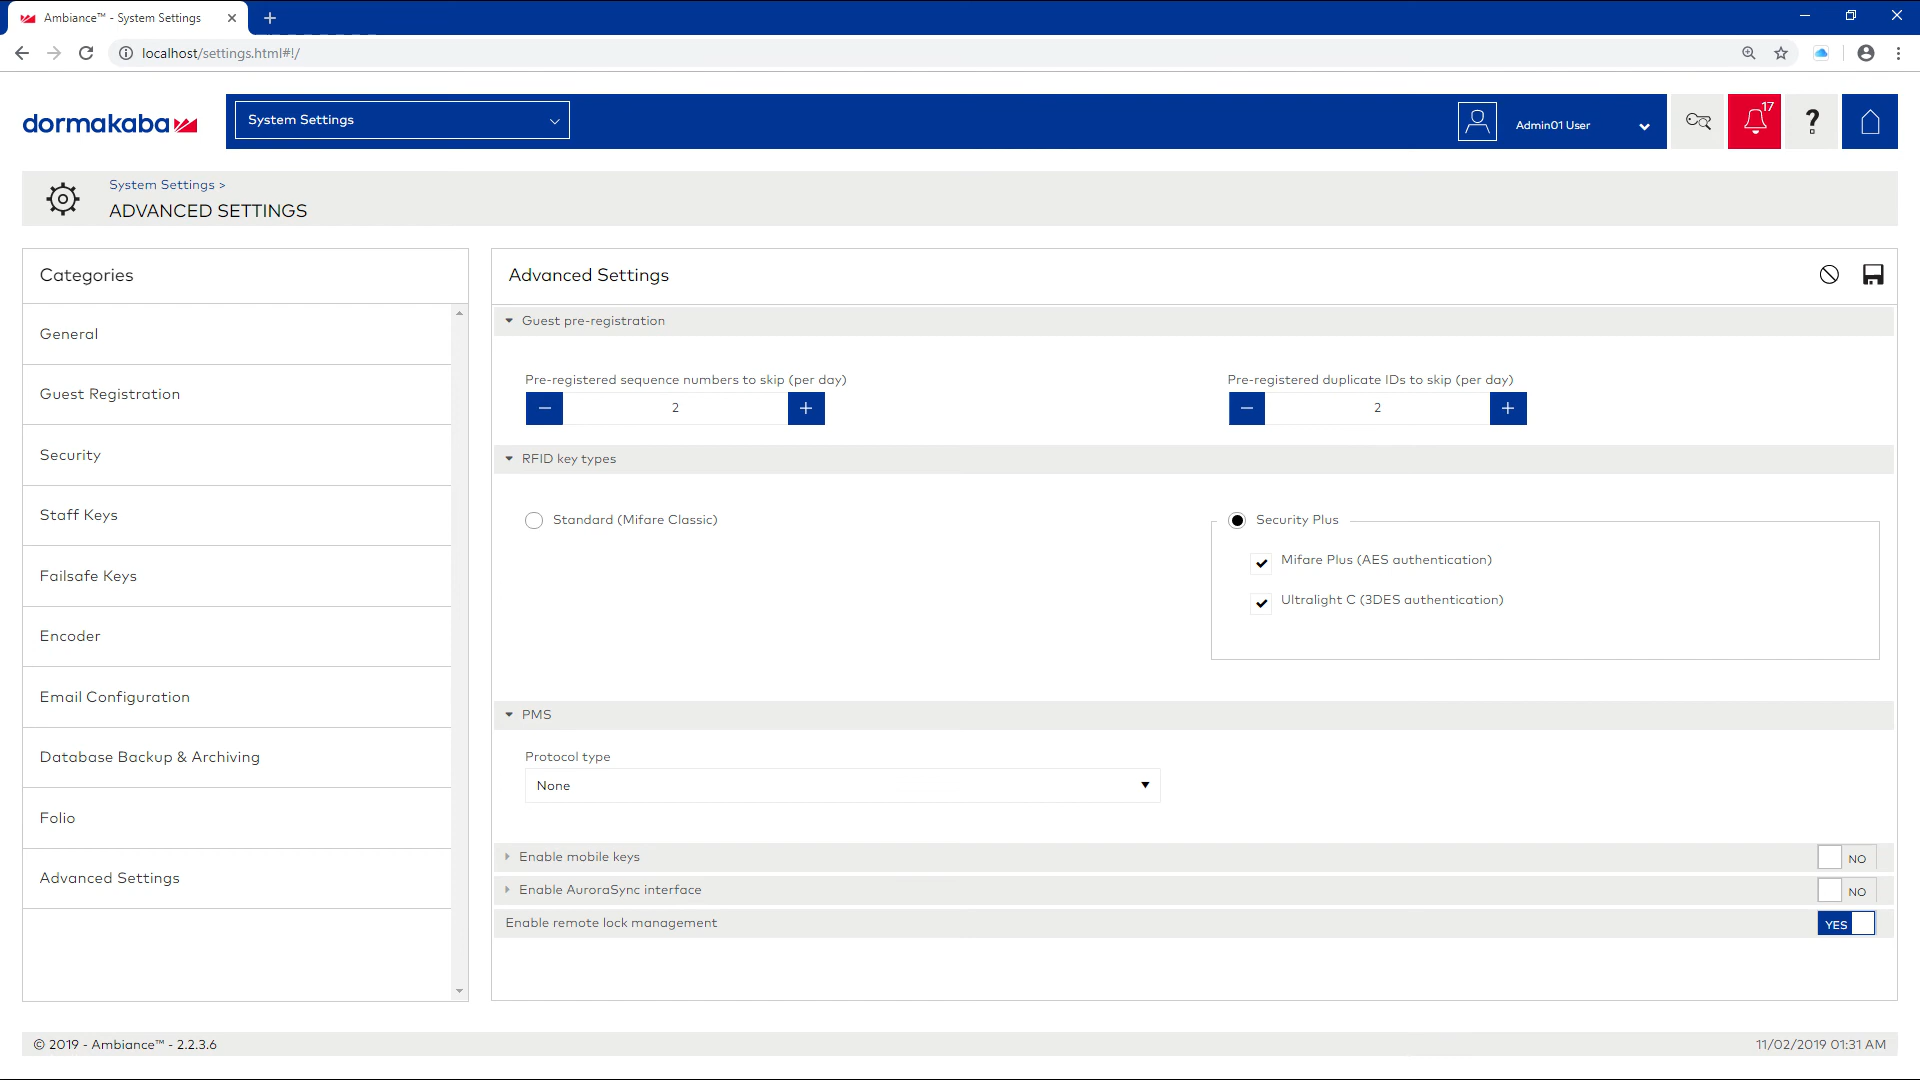 Ambiance™ - System Settings
localhost/settings.html#!/
dormakaba
System Settings
Admin01 User
17
?
System Settings >
ADVANCED SETTINGS
Categories
General
Guest Registration
Security
Staff Keys
Failsafe Keys
Encoder
Email Configuration
Database Backup & Archiving
Folio
Advanced Settings
Advanced Settings
Guest pre-registration
Pre-registered sequence numbers to skip (per day)
Pre-registered duplicate IDs to skip (per day)
2
2
RFID key types
Standard (Mifare Classic)
Security Plus
Mifare Plus (AES authentication)
Ultralight C (3DES authentication)
PMS
Protocol type
None
Enable mobile keys
NO
Enable AuroraSync interface
NO
Enable remote lock management
YES
© 2019 - Ambiance™ - 2.2.3.6
11/02/2019 01:31 AM